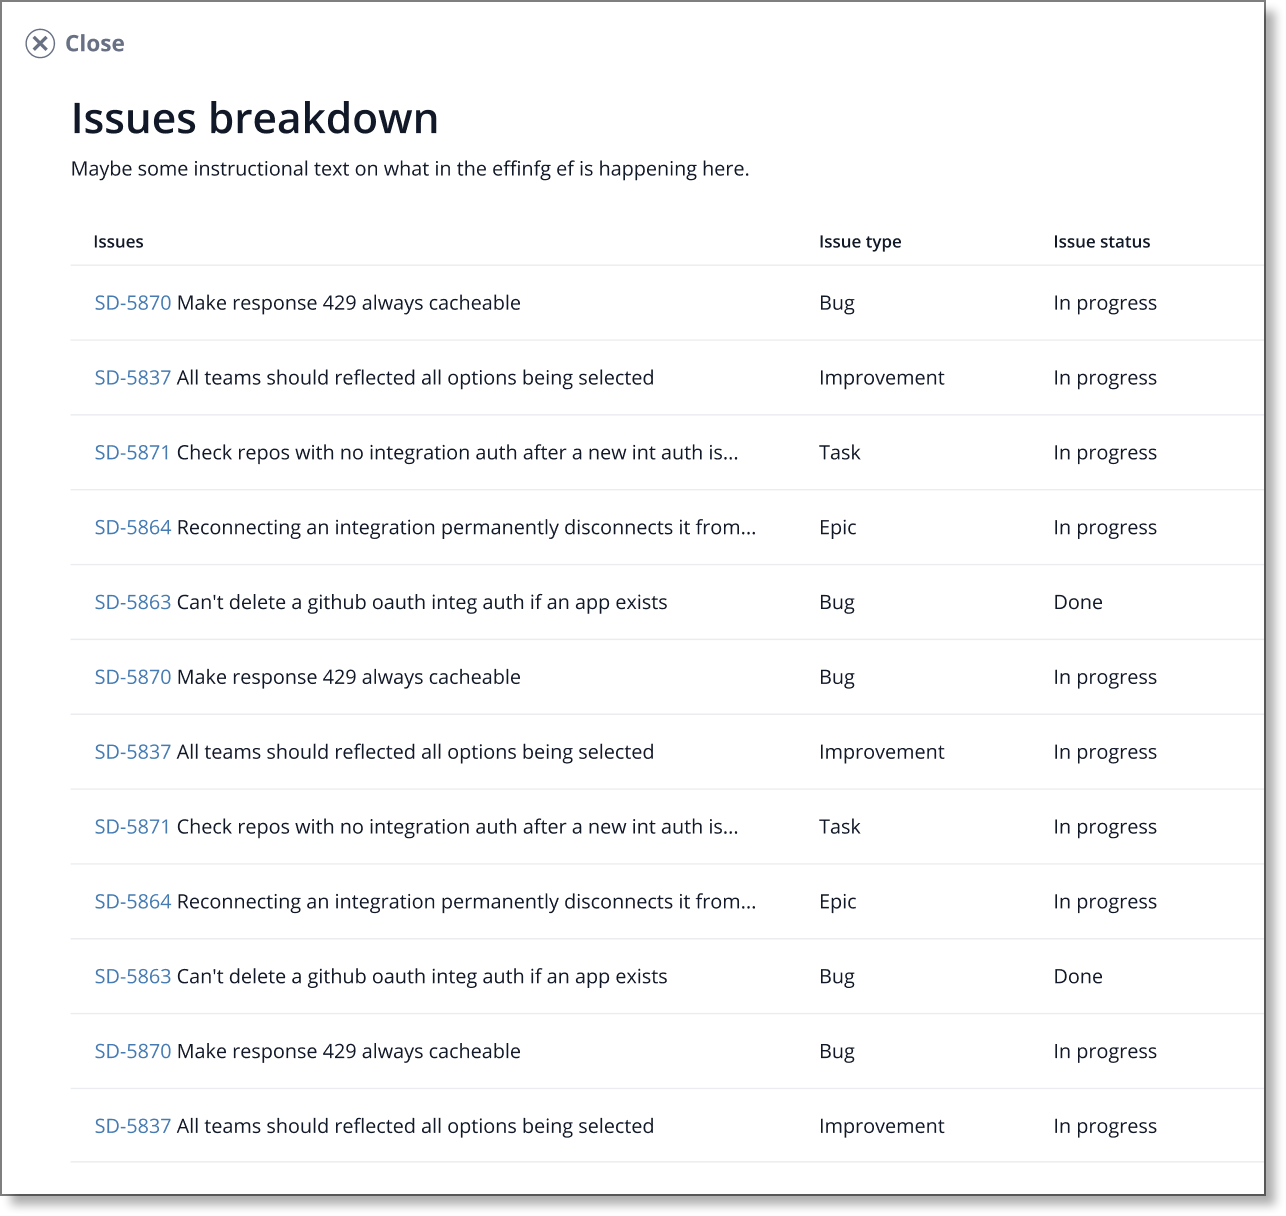 Close
Issues breakdown
Maybe some instructional text on what in the effinfg ef is happening here.
Issues Issue type Issue status
SD-5870 Make response 429 always cacheable Bug In progress
SD-5837 All teams should reflected all options being selected Improvement In progress
SD-5871 Check repos with no integration auth after a new int auth is... Task In progress
SD-5864 Reconnecting an integration permanently disconnects it from... Epic In progress
SD-5863 Can't delete a github oauth integ auth if an app exists Bug Done
SD-5870 Make response 429 always cacheable Bug In progress
SD-5837 All teams should reflected all options being selected Improvement In progress
SD-5871 Check repos with no integration auth after a new int auth is... Task In progress
SD-5864 Reconnecting an integration permanently disconnects it from... Epic In progress
SD-5863 Can't delete a github oauth integ auth if an app exists Bug Done
SD-5870 Make response 429 always cacheable Bug In progress
SD-5837 All teams should reflected all options being selected Improvement In progress